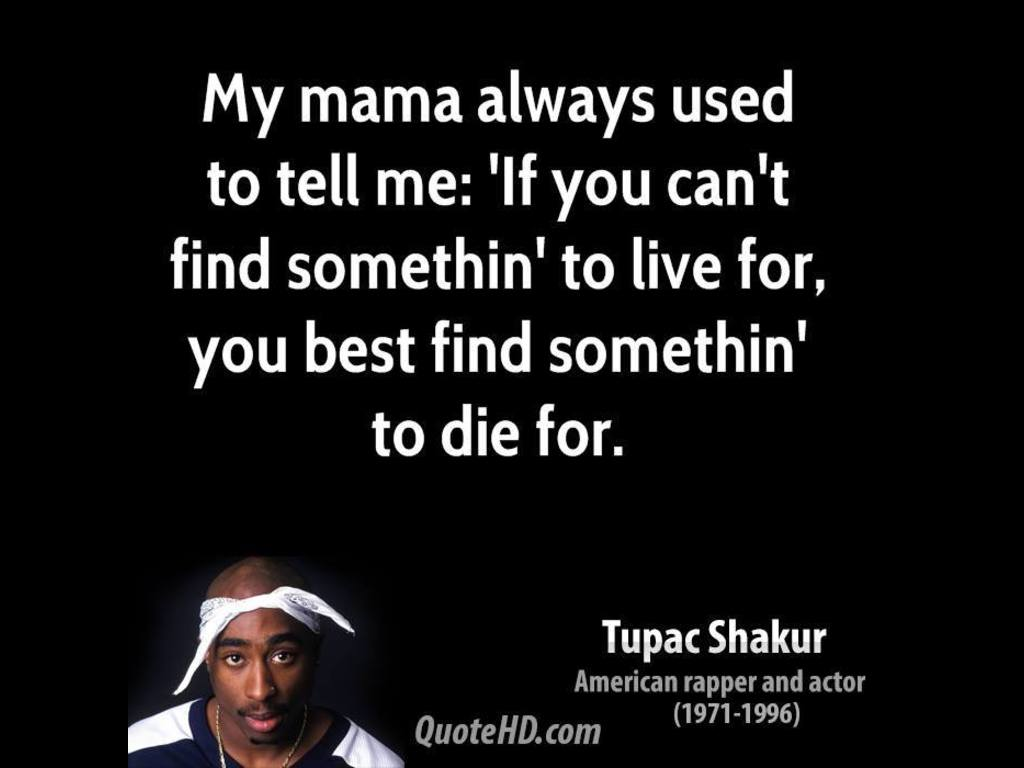 My mama always used
to tell me: 'If you can't
find somethin' to live for,
you best find somethin'
to die for.
Tupac Shakur
American rapper and actor
(1971-1996)
QuoteHD.com